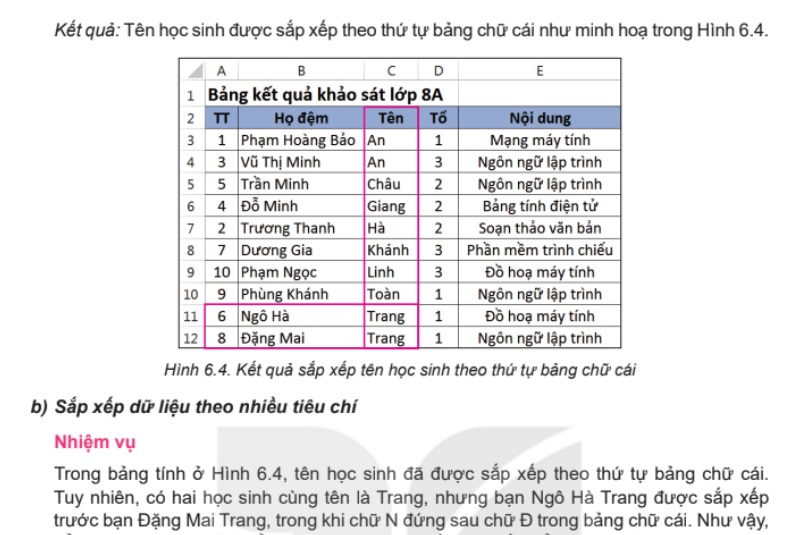 Kết quả: Tên học sinh được sắp xếp theo thứ tự bảng chữ cái như minh hoạ trong Hình 6.4.
A B C D E
1 Bảng kết quả khảo sát lớp 8A
2 TT Họ đệm Tên Tổ Nội dung
3 1 Phạm Hoàng Bảo An 1 Mạng máy tính
4 3 Vũ Thị Minh An 3 Ngôn ngữ lập trình
5 5 Trần Minh Châu 2 Ngôn ngữ lập trình
6 4 Đỗ Minh Giang 2 Bảng tính điện tử
7 2 Trương Thanh Hà 2 Soạn thảo văn bản
8 7 Dương Gia Khánh 3 Phần mềm trình chiếu
9 10 Phạm Ngọc Linh 3 Đồ hoạ máy tính
10 9 Phùng Khánh Toàn 1 Ngôn ngữ lập trình
11 6 Ngô Hà Trang 1 Đồ hoạ máy tính
12 8 Đặng Mai Trang 1 Ngôn ngữ lập trình
Hình 6.4. Kết quả sắp xếp tên học sinh theo thứ tự bảng chữ cái
b) Sắp xếp dữ liệu theo nhiều tiêu chí
Nhiệm vụ
Trong bảng tính ở Hình 6.4, tên học sinh đã được sắp xếp theo thứ tự bảng chữ cái.
Tuy nhiên, có hai học sinh cùng tên là Trang, nhưng bạn Ngô Hà Trang được sắp xếp
trước bạn Đặng Mai Trang, trong khi chữ N đứng sau chữ Đ trong bảng chữ cái. Như vậy,